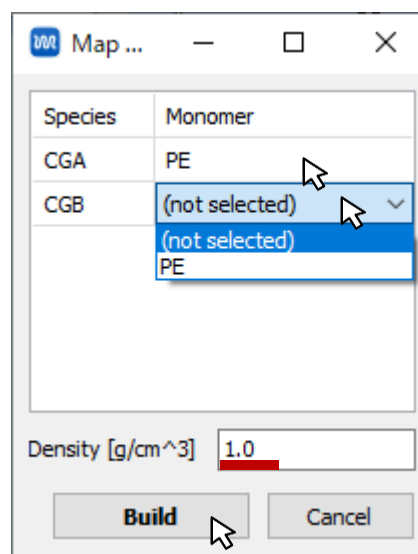 Map ...
Species Monomer
CGA PE
CGB (not selected)
(not selected)
PE
Density [g/cm^3] 1.0
Build Cancel